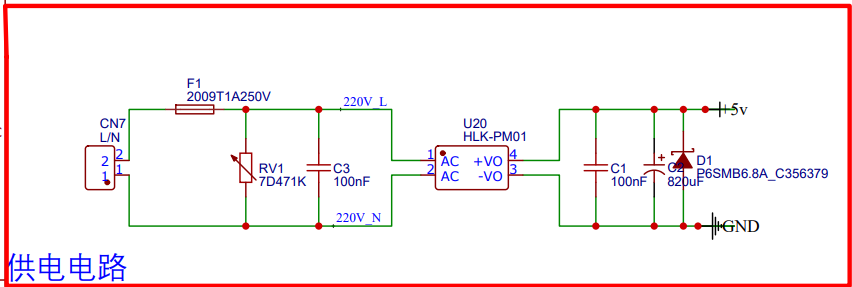 F1
2009T1A250V
CN7
L/N
2 2
1 1
220V_L
RV1
7D471K
C3
100nF
220V_N
U20
HLK-PM01
1 AC +VO 4
2 AC -VO 3
C1
100nF
+
C2
820uF
D1
P6SMB6.8A_C356379
+5v
GND
供电电路